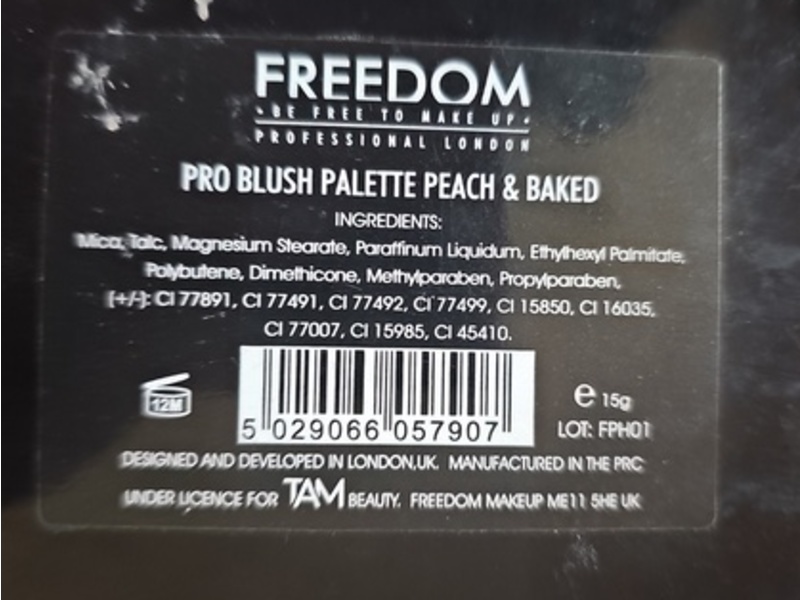 FREEDOM
• BE FREE TO MAKE UP •
PROFESSIONAL LONDON
PRO BLUSH PALETTE PEACH & BAKED
INGREDIENTS:
Mica, Talc, Magnesium Stearate, Paraffinum Liquidum, Ethylhexyl Palmitate,
Polybutene, Dimethicone, Methylparaben, Propylparaben,
(+/-): CI 77891, CI 77491, CI 77492, CI 77499, CI 15850, CI 16035,
CI 77007, CI 15985, CI 45410.
12M
5 029066 057907
e 15g
LOT: FPH01
DESIGNED AND DEVELOPED IN LONDON,UK. MANUFACTURED IN THE PRC
UNDER LICENCE FOR TAM BEAUTY. FREEDOM MAKEUP ME11 5HE UK